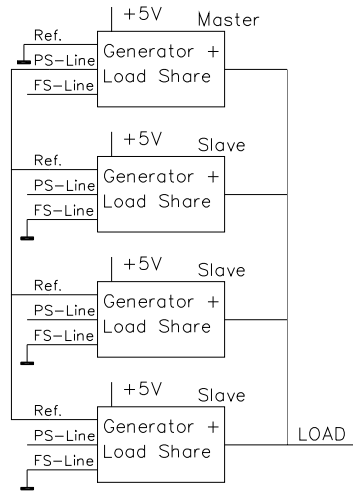 +5V Master
Ref.
PS-Line
FS-Line
Generator +
Load Share
+5V Slave
Ref.
PS-Line
FS-Line
Generator +
Load Share
+5V Slave
Ref.
PS-Line
FS-Line
Generator +
Load Share
+5V Slave
Ref.
PS-Line
FS-Line
Generator +
Load Share
LOAD